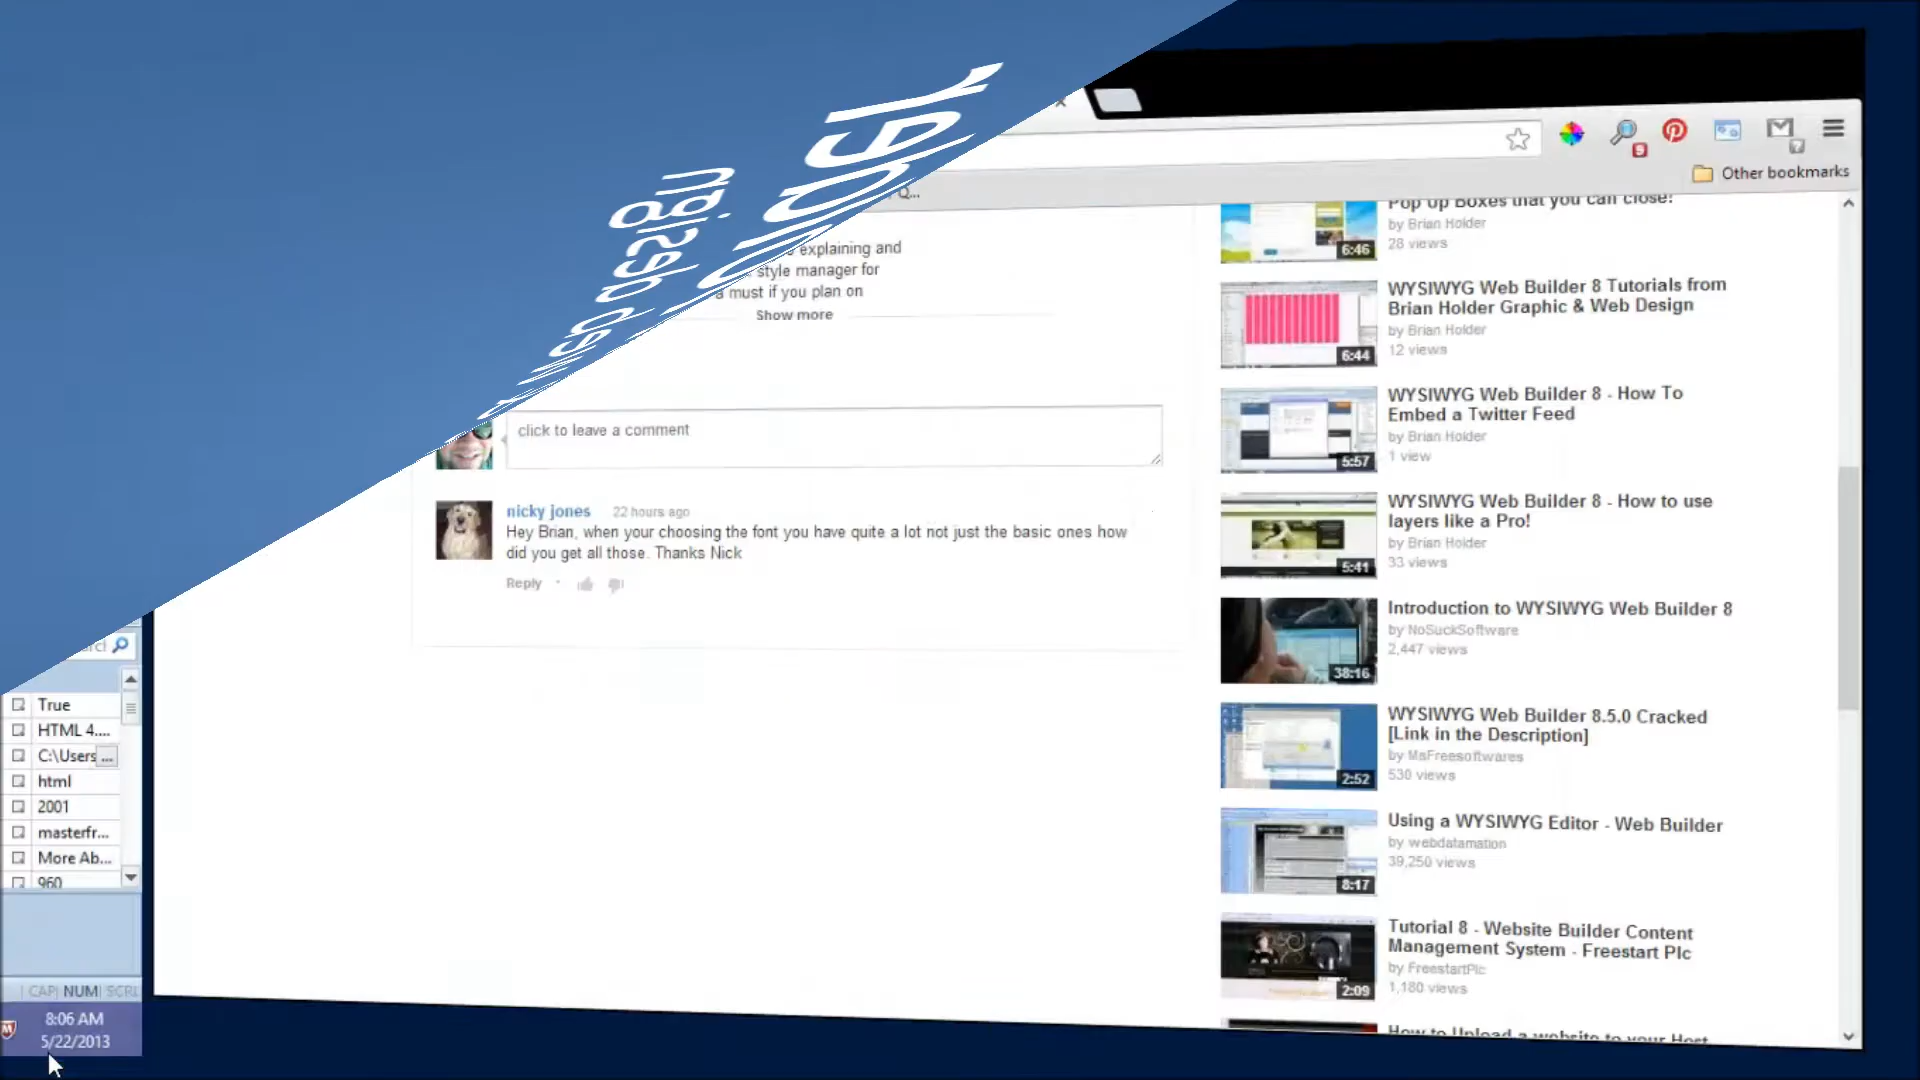 Q...
Other bookmarks
explaining and
style manager for
a must if you plan on
Show more
click to leave a comment
nicky jones 22 hours ago
Hey Brian, when your choosing the font you have quite a lot not just the basic ones how
did you get all those. Thanks Nick
Reply
Pop Up Boxes that you can close!
by Brian Holder
28 views
6:46
WYSIWYG Web Builder 8 Tutorials from
Brian Holder Graphic & Web Design
by Brian Holder
12 views
6:44
WYSIWYG Web Builder 8 - How To
Embed a Twitter Feed
by Brian Holder
1 view
5:57
WYSIWYG Web Builder 8 - How to use
layers like a Pro!
by Brian Holder
33 views
5:41
Introduction to WYSIWYG Web Builder 8
by NoSuckSoftware
2,447 views
38:16
WYSIWYG Web Builder 8.5.0 Cracked
[Link in the Description]
by MsFreesoftwares
530 views
2:52
Using a WYSIWYG Editor - Web Builder
by webdatamation
39,250 views
8:17
Tutorial 8 - Website Builder Content
Management System - Freestart Plc
by FreestartPlc
1,180 views
2:09
How to Upload a website to your Host
True
HTML 4....
C:\Users ...
html
2001
masterfr...
More Ab...
960
CAP NUM SCRL
8:06 AM
5/22/2013